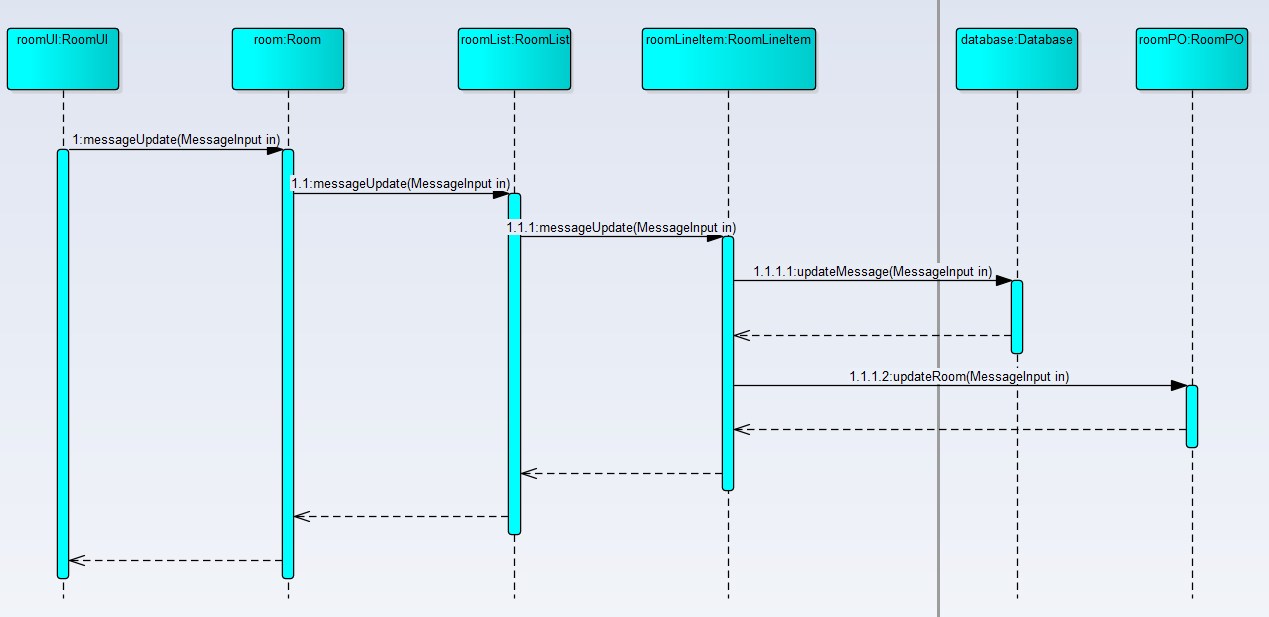 roomUI:RoomUI
room:Room
roomList:RoomList
roomLineItem:RoomLineItem
database:Database
roomPO:RoomPO
1:messageUpdate(MessageInput in)
1.1:messageUpdate(MessageInput in)
1.1.1:messageUpdate(MessageInput in)
1.1.1.1:updateMessage(MessageInput in)
1.1.1.2:updateRoom(MessageInput in)